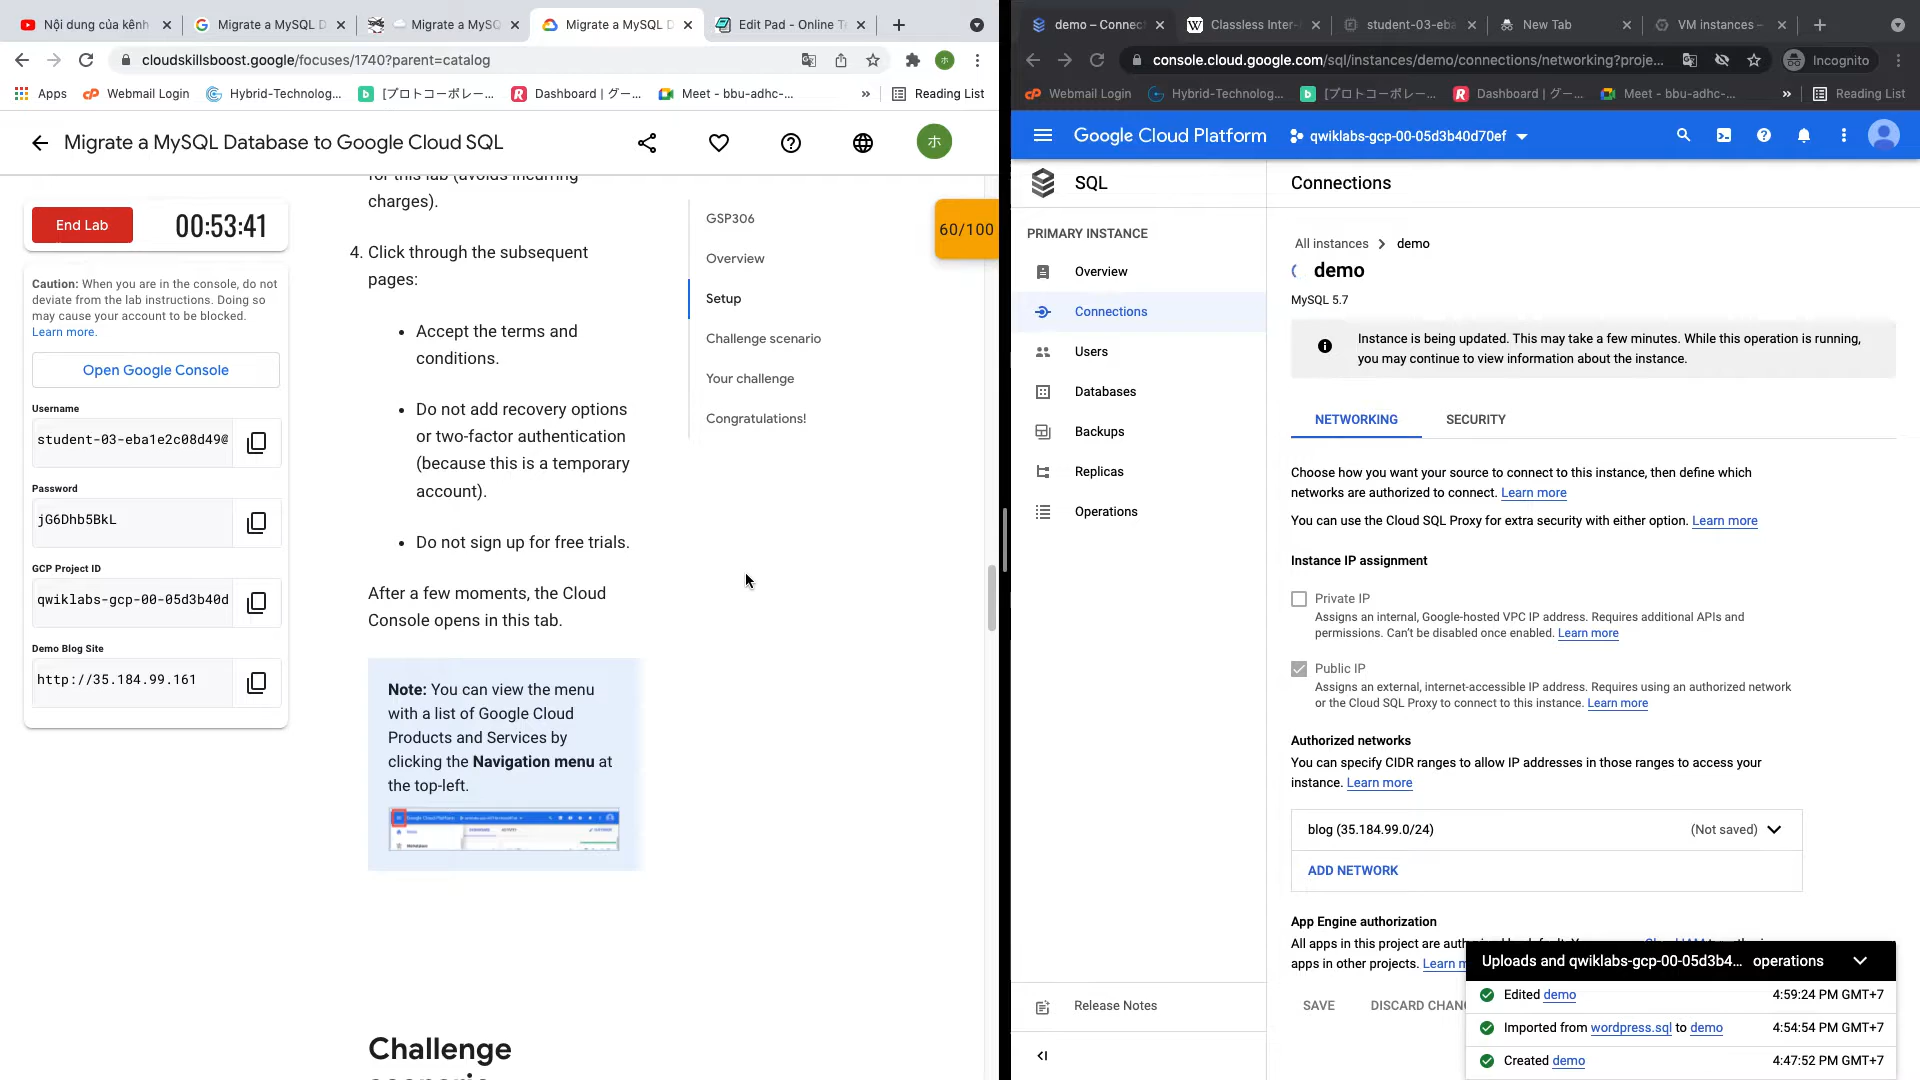 Nội dung của kênh
Migrate a MySQL D
Migrate a MySQ
Migrate a MySQL D
Edit Pad - Online T
cloudskillsboost.google/focuses/1740?parent=catalog
Apps
Webmail Login
Hybrid-Technolog...
[プロトコーポレー...
Dashboard | グー...
Meet - bbu-adhc-...
»
Reading List
Migrate a MySQL Database to Google Cloud SQL
ホ
End Lab
00:53:41
Caution: When you are in the console, do not
deviate from the lab instructions. Doing so
may cause your account to be blocked.
Learn more.
Open Google Console
Username
student-03-eba1e2c08d49@
Password
jG6Dhb5BkL
GCP Project ID
qwiklabs-gcp-00-05d3b40d
Demo Blog Site
http://35.184.99.161
for this lab (avoids incurring
charges).
4. Click through the subsequent
pages:
• Accept the terms and
conditions.
• Do not add recovery options
or two-factor authentication
(because this is a temporary
account).
• Do not sign up for free trials.
After a few moments, the Cloud
Console opens in this tab.
Note: You can view the menu
with a list of Google Cloud
Products and Services by
clicking the Navigation menu at
the top-left.
Challenge
scenario
GSP306
Overview
Setup
Challenge scenario
Your challenge
Congratulations!
60/100
demo – Connec
Classless Inter-
student-03-eba
New Tab
VM instances –
console.cloud.google.com/sql/instances/demo/connections/networking?proje...
Incognito
Webmail Login
Hybrid-Technolog...
[プロトコーポレー...
Dashboard | グー...
Meet - bbu-adhc-...
»
Reading List
Google Cloud Platform
qwiklabs-gcp-00-05d3b40d70ef
SQL
Connections
PRIMARY INSTANCE
Overview
Connections
Users
Databases
Backups
Replicas
Operations
Release Notes
All instances
demo
demo
MySQL 5.7
Instance is being updated. This may take a few minutes. While this operation is running,
you may continue to view information about the instance.
NETWORKING
SECURITY
Choose how you want your source to connect to this instance, then define which
networks are authorized to connect. Learn more
You can use the Cloud SQL Proxy for extra security with either option. Learn more
Instance IP assignment
Private IP
Assigns an internal, Google-hosted VPC IP address. Requires additional APIs and
permissions. Can't be disabled once enabled. Learn more
Public IP
Assigns an external, internet-accessible IP address. Requires using an authorized network
or the Cloud SQL Proxy to connect to this instance. Learn more
Authorized networks
You can specify CIDR ranges to allow IP addresses in those ranges to access your
instance. Learn more
blog (35.184.99.0/24)
(Not saved)
ADD NETWORK
App Engine authorization
All apps in this project are auth
apps in other projects. Learn m
SAVE
DISCARD CHANG
Uploads and qwiklabs-gcp-00-05d3b4... operations
Edited demo
4:59:24 PM GMT+7
Imported from wordpress.sql to demo
4:54:54 PM GMT+7
Created demo
4:47:52 PM GMT+7